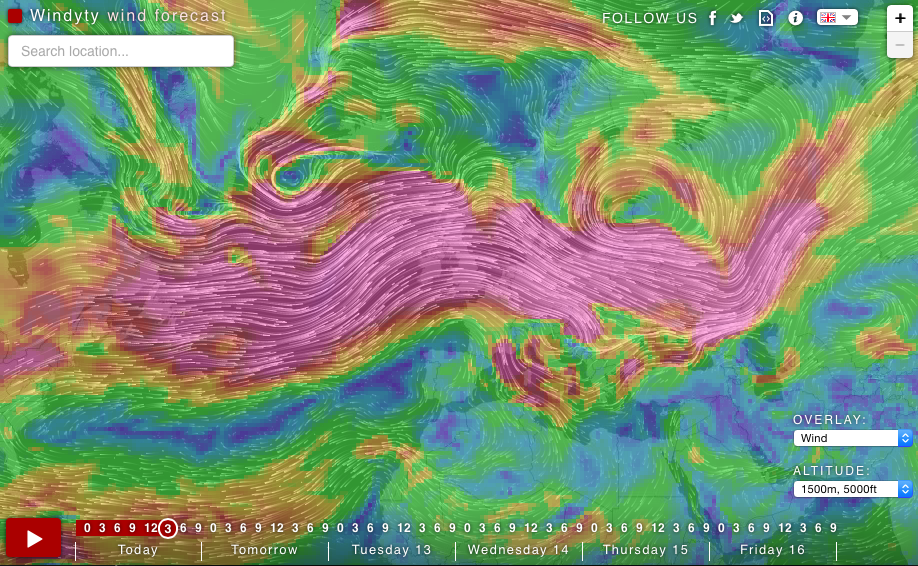 Windyty wind forecast
FOLLOW US
Search location...
+
−
OVERLAY:
Wind
ALTITUDE:
1500m, 5000ft
0 3 6 9 12 3 6 9 0 3 6 9 12 3 6 9 0 3 6 9 12 3 6 9 0 3 6 9 12 3 6 9 0 3 6 9 12 3 6 9 0 3 6 9 12 3 6 9
Today Tomorrow Tuesday 13 Wednesday 14 Thursday 15 Friday 16